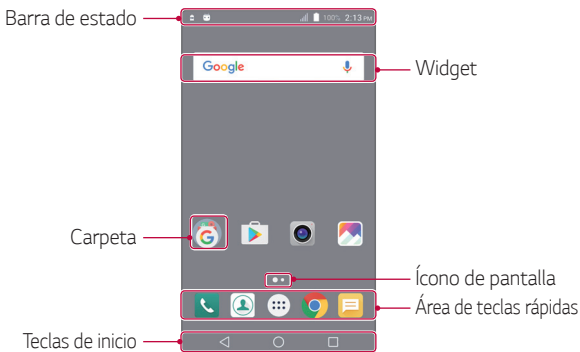 Barra de estado
100% 2:13 PM
Google
Widget
Carpeta
Ícono de pantalla
Área de teclas rápidas
Teclas de inicio